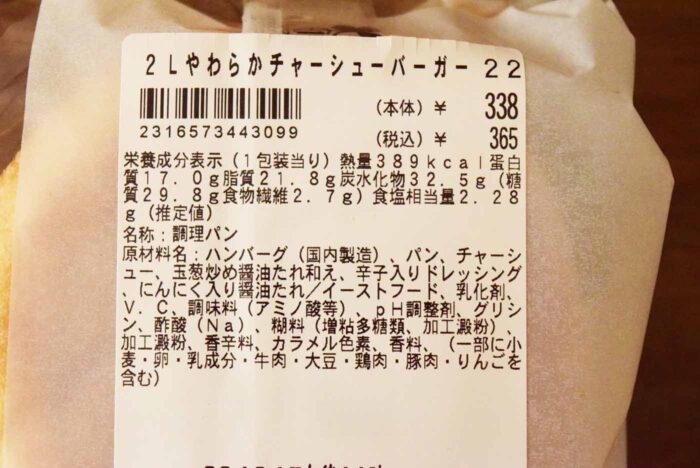 2Lやわらかチャーシューバーガー22
(本体)¥ 338
2316573443099
(税込)¥ 365
栄養成分表示(1包装当り)熱量389kcal蛋白
質17.0g脂質21.8g炭水化物32.5g(糖
質29.8g食物繊維2.7g)食塩相当量2.28
g(推定値)
名称:調理パン
原材料名:ハンバーグ(国内製造)、パン、チャーシ
ュー、玉葱炒め醤油たれ和え、辛子入りドレッシング
、にんにく入り醤油たれ/イーストフード、乳化剤、
V.C、調味料(アミノ酸等)、pH調整剤、グリシ
ン、酢酸(Na)、糊料(増粘多糖類、加工澱粉)、
加工澱粉、香辛料、カラメル色素、香料、(一部に小
麦・卵・乳成分・牛肉・大豆・鶏肉・豚肉・りんごを
含む)